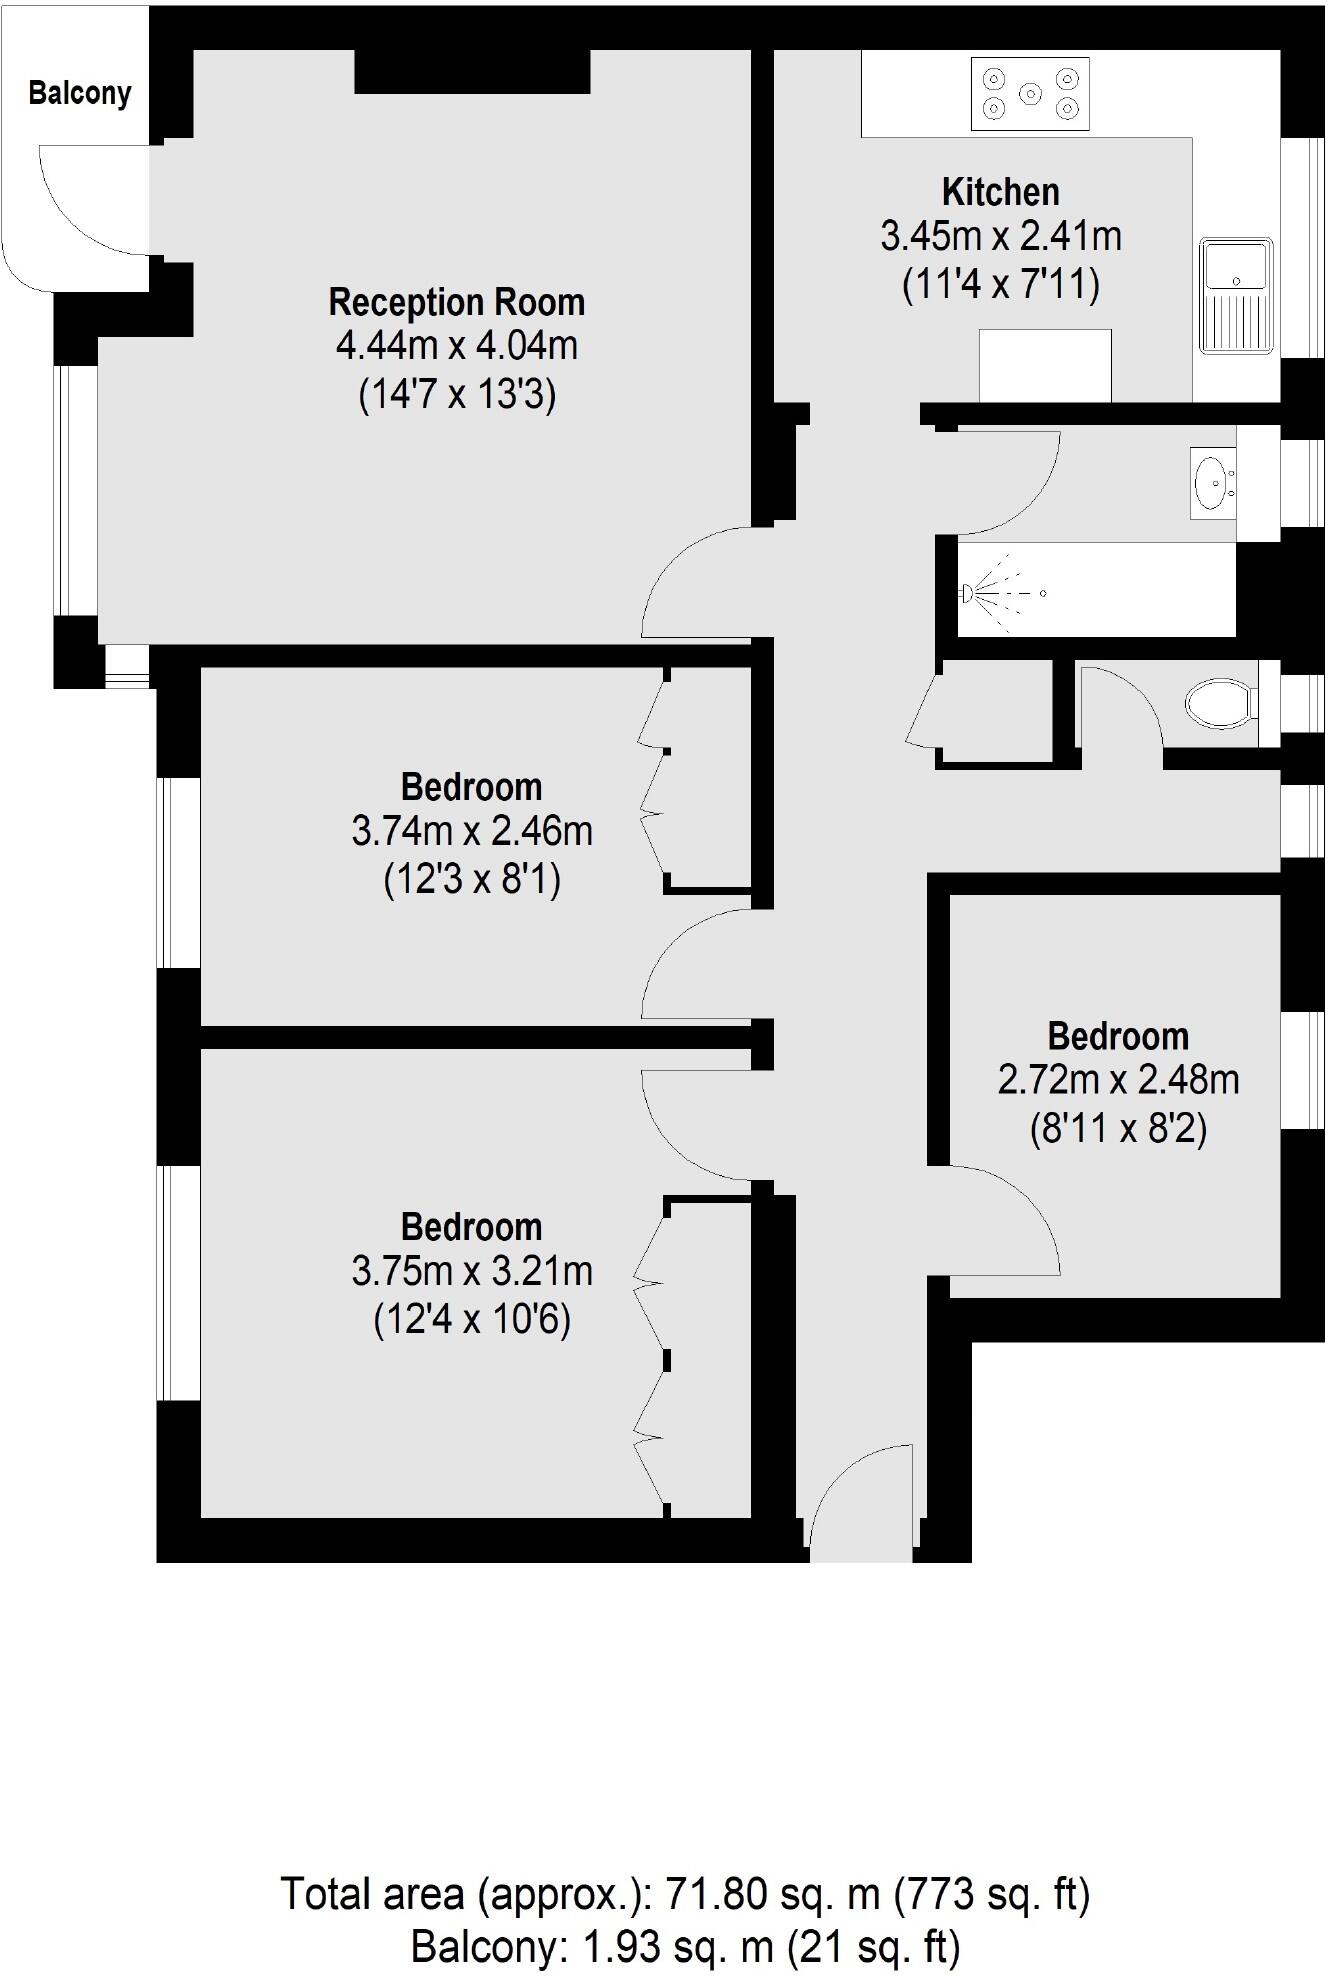 Balcony
Kitchen
3.45m x 2.41m
(11'4 x 7'11)
Reception Room
4.44m x 4.04m
(14'7 x 13'3)
Bedroom
3.74m x 2.46m
(12'3 x 8'1)
Bedroom
2.72m x 2.48m
(8'11 x 8'2)
Bedroom
3.75m x 3.21m
(12'4 x 10'6)
Total area (approx.): 71.80 sq. m (773 sq. ft)
Balcony: 1.93 sq. m (21 sq. ft)